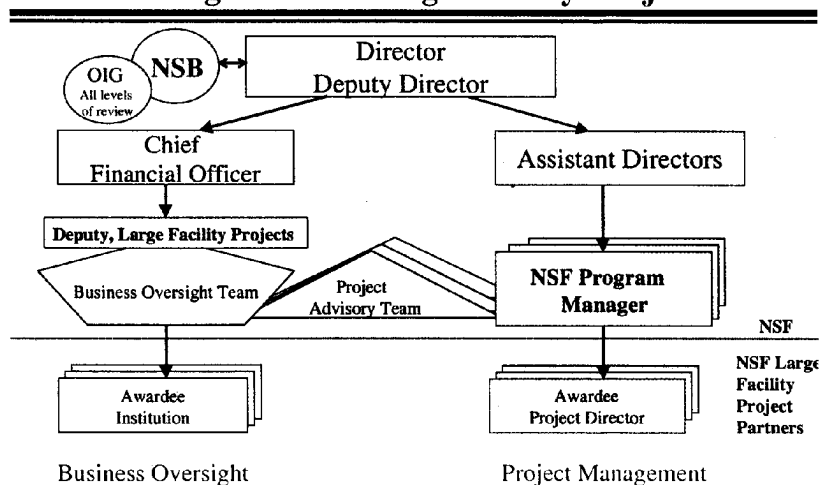 Director
Deputy Director
NSB
OIG
All levels
of review
Chief
Financial Officer
Assistant Directors
Deputy, Large Facility Projects
Business Oversight Team
Project
Advisory Team
NSF Program
Manager
NSF
NSF Large
Facility
Project
Partners
Awardee
Institution
Awardee
Project Director
Business Oversight
Project Management